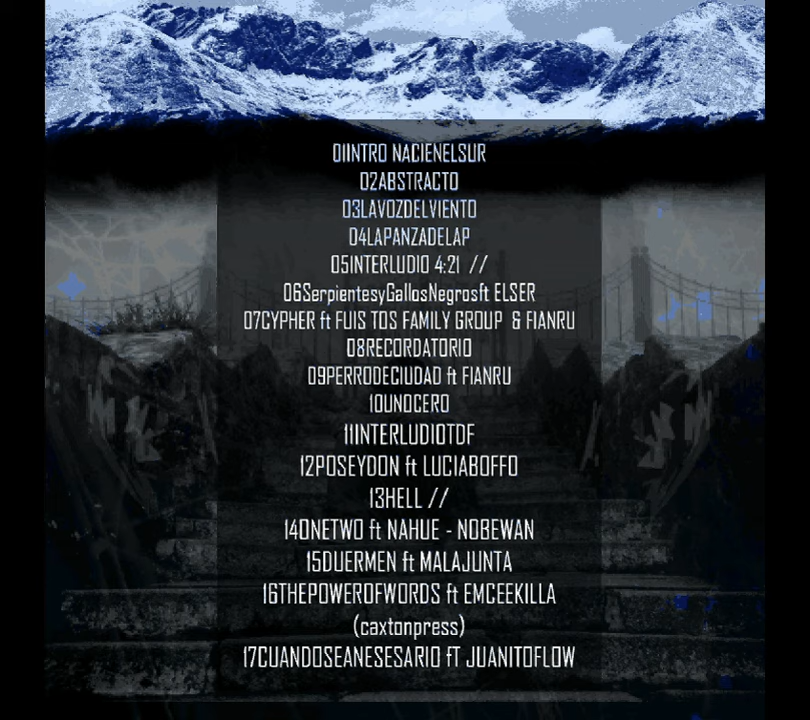 01INTRO NACIENELSUR
02ABSTRACTO
03LAVOZDELVIENTO
04LAPANZADELAP
05INTERLUDIO 4:21 //
06SerpientesyGallosNegrosft ELSER
07CYPHER ft FUIS TDS FAMILY GROUP & FIANRU
08RECORDATORIO
09PERRODECIUDAD ft FIANRU
10UNOCERO
11INTERLUDIOTDF
12POSEYDON ft LUCIABOFFO
13HELL //
14ONETWO ft NAHUE - NOBEWAN
15DUERMEN ft MALAJUNTA
16THEPOWEROFWORDS ft EMCEEKILLA
(caxtonpress)
17CUANDOSEANESESARIO fT JUANITOFLOW